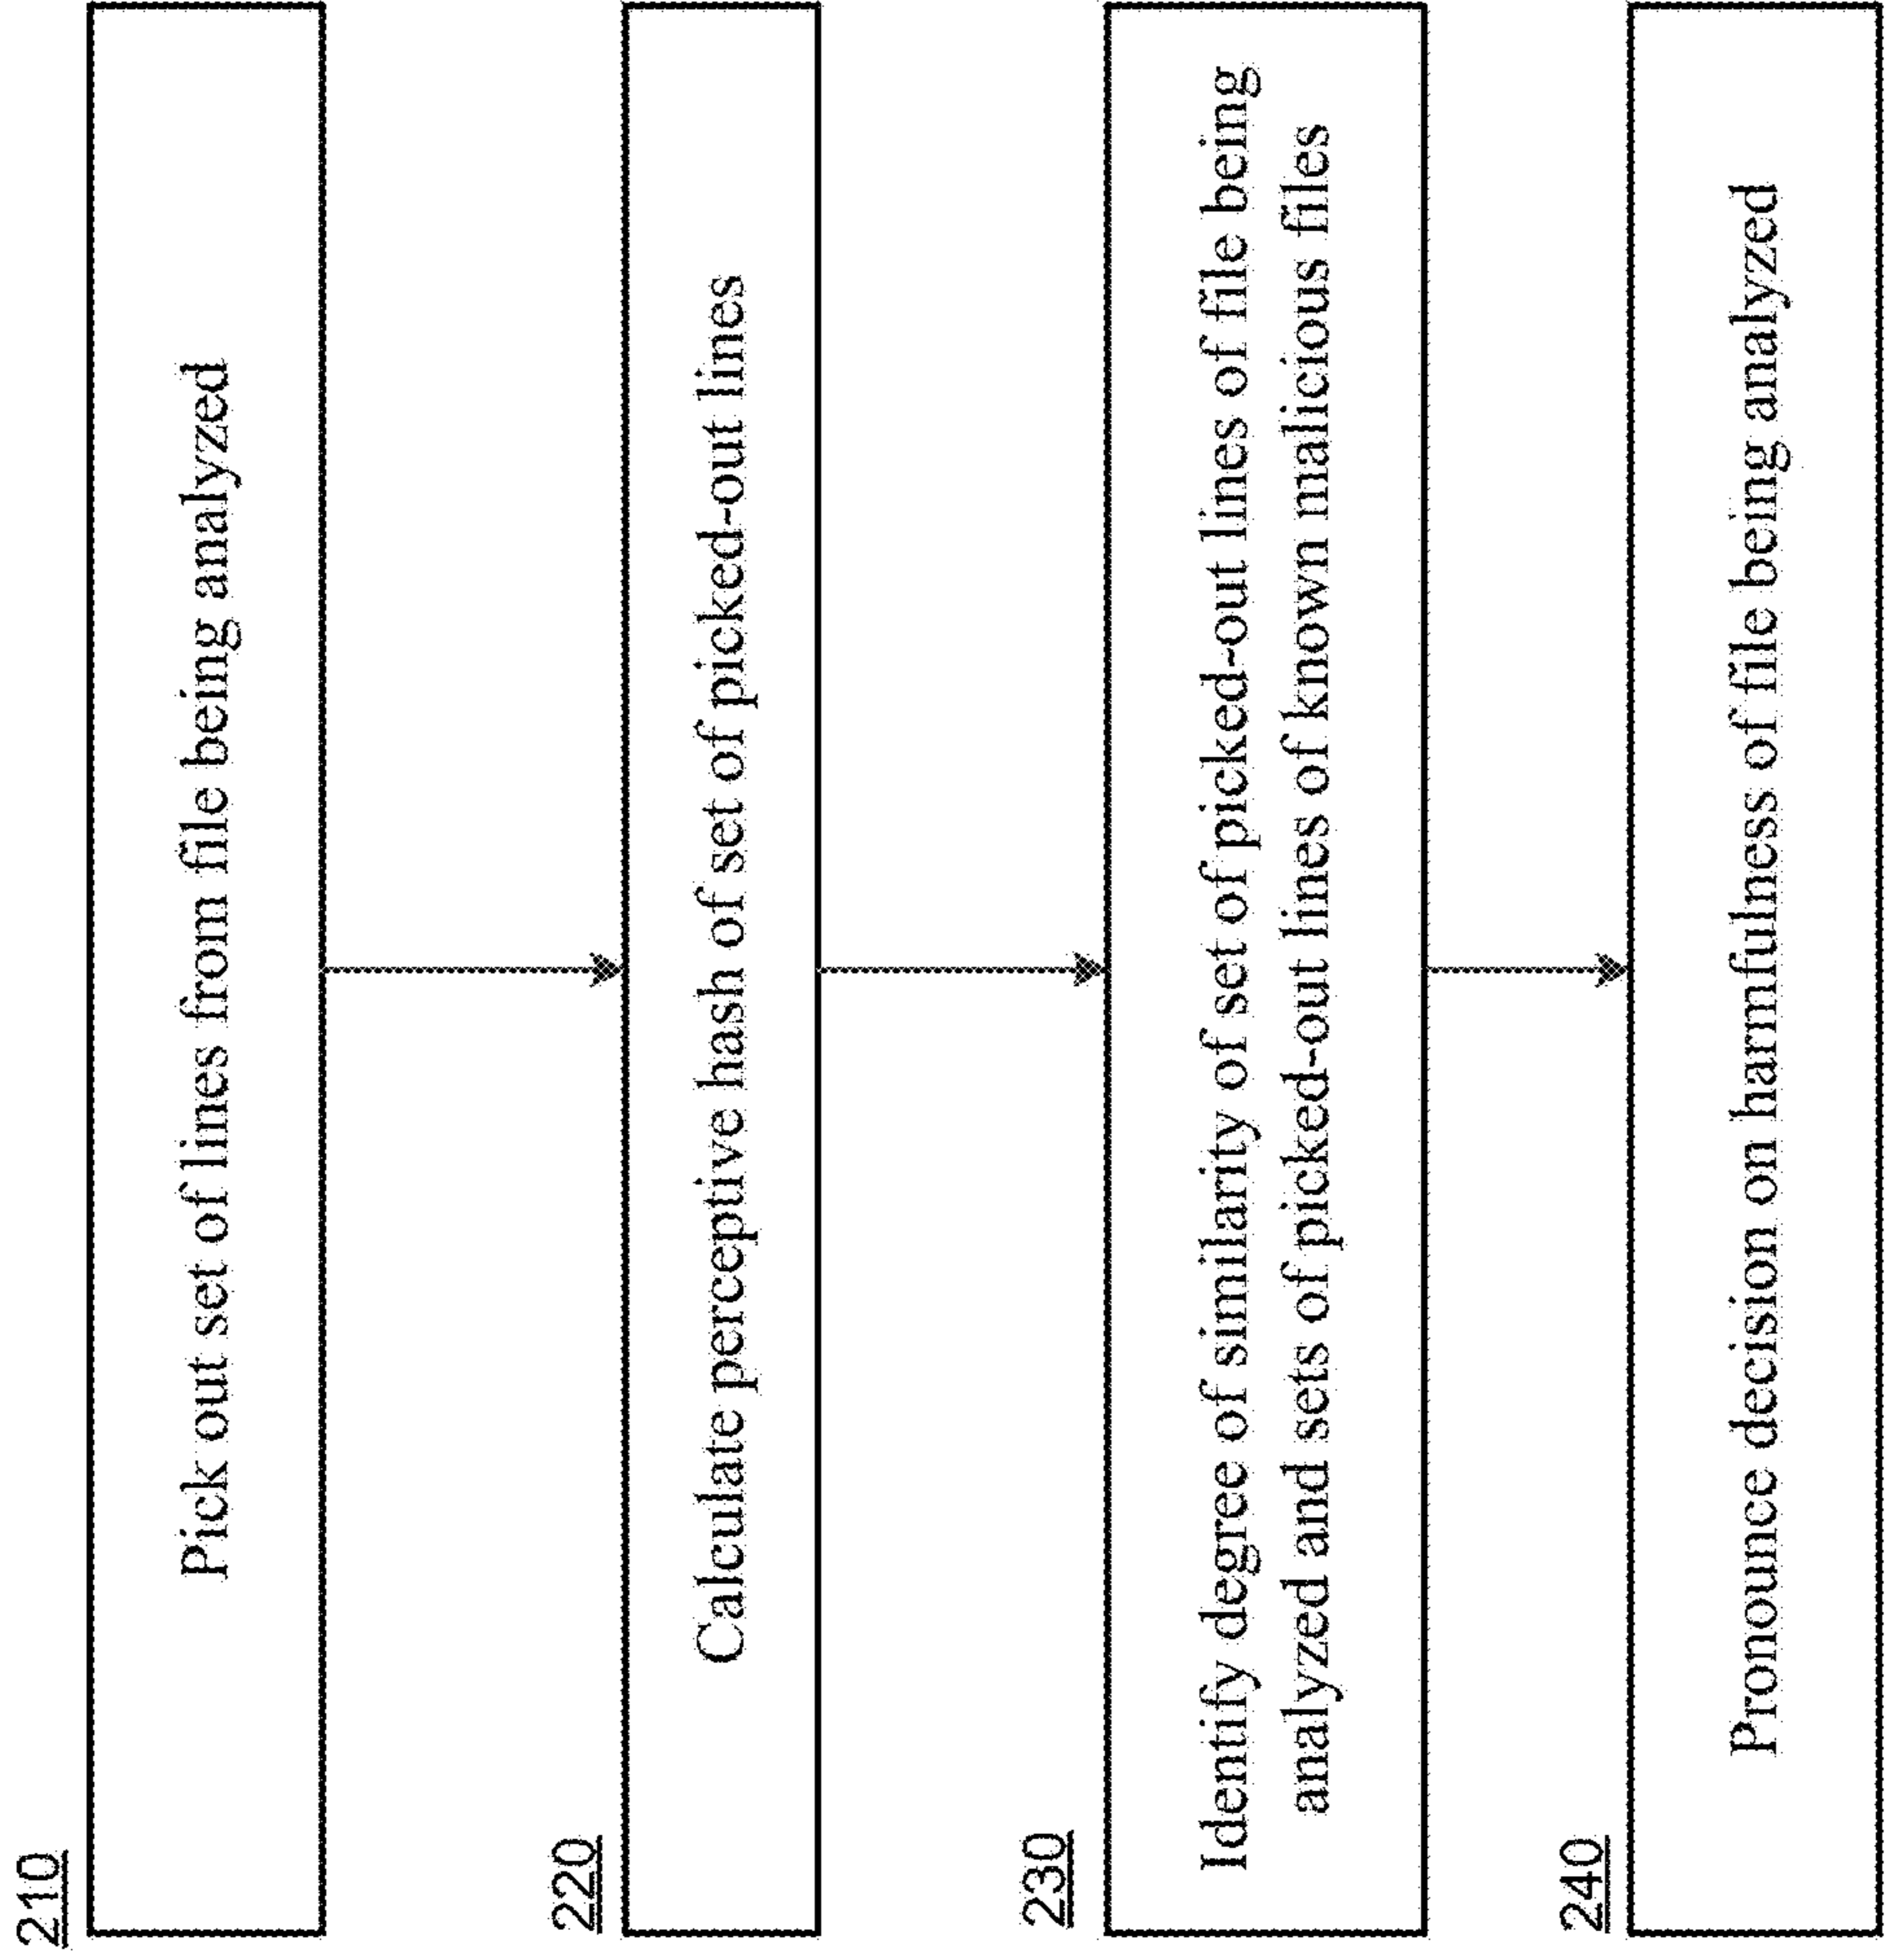 210
Pick out set of lines from file being analyzed
220
Calculate perceptive hash of set of picked-out lines
230
Identify degree of similarity of set of picked-out lines of file being
analyzed and sets of picked-out lines of known malicious files
240
Pronounce decision on harmfulness of file being analyzed